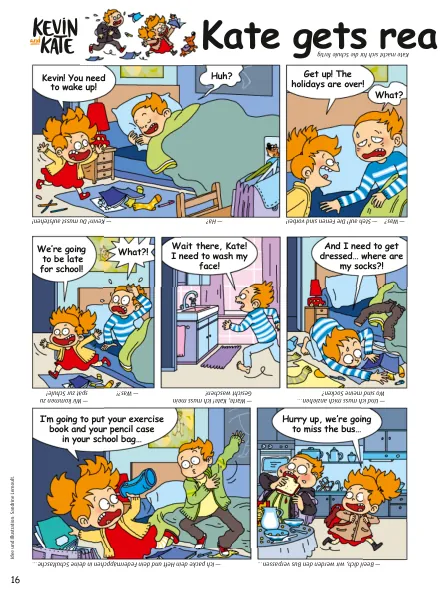 KEVIN
and
KATE
Kate gets rea
Kate macht sich für die Schule fertig
Kevin! You need
to wake up!
Huh?
Get up! The
holidays are over!
What?
— Kevin! Du musst aufstehen!
— Ha?
— Was? — Steh auf! Die Ferien sind vorbei!
We're going
to be late
for school!
What?!
Wait there, Kate!
I need to wash my
face!
And I need to get
dressed... where are
my socks?!
— Wir kommen zu
spät zur Schule!
— Was?!
— Warte, Kate! Ich muss mein
Gesicht waschen!
— Und ich muss mich anziehen...
Wo sind meine Socken?
I'm going to put your exercise
book and your pencil case
in your school bag...
Hurry up, we're going
to miss the bus...
— Ich packe dein Heft und dein Federmäppchen in deine Schultasche...
— Beeil dich, wir werden den Bus verpassen...
Idee und Illustration: Sandrine Lemoult
16